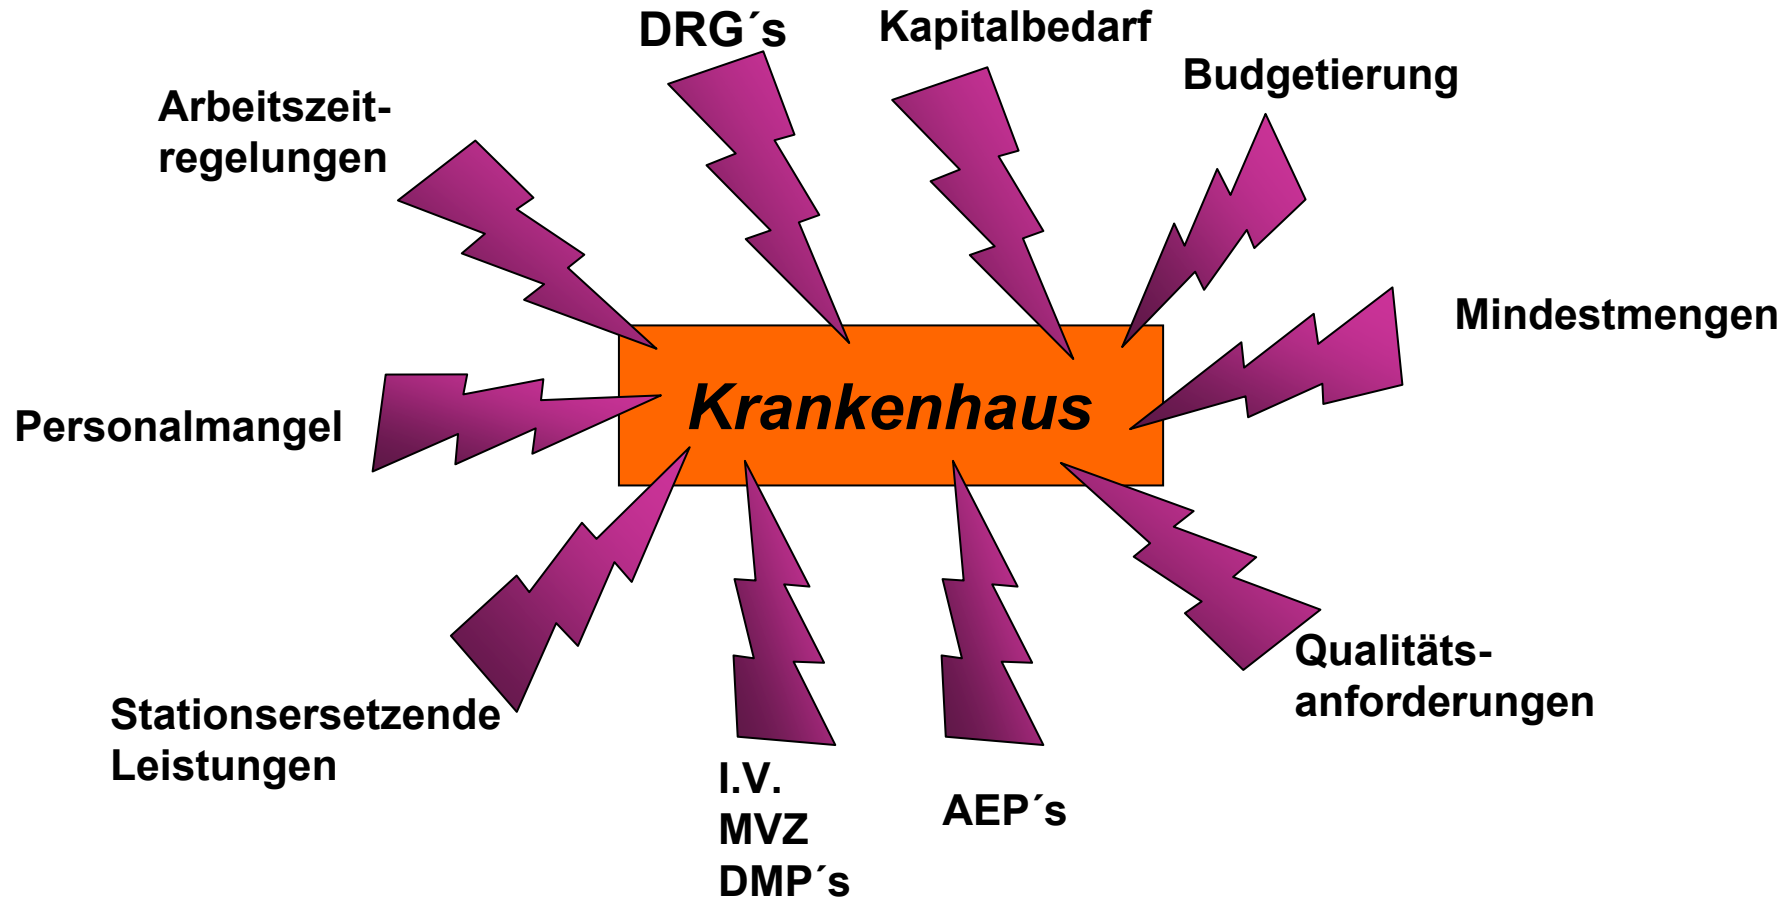 DRG´s
Kapitalbedarf
Budgetierung
Arbeitszeit-
regelungen
Mindestmengen
Krankenhaus
Personalmangel
Qualitäts-
anforderungen
Stationsersetzende
Leistungen
I.V.
MVZ
DMP´s
AEP´s